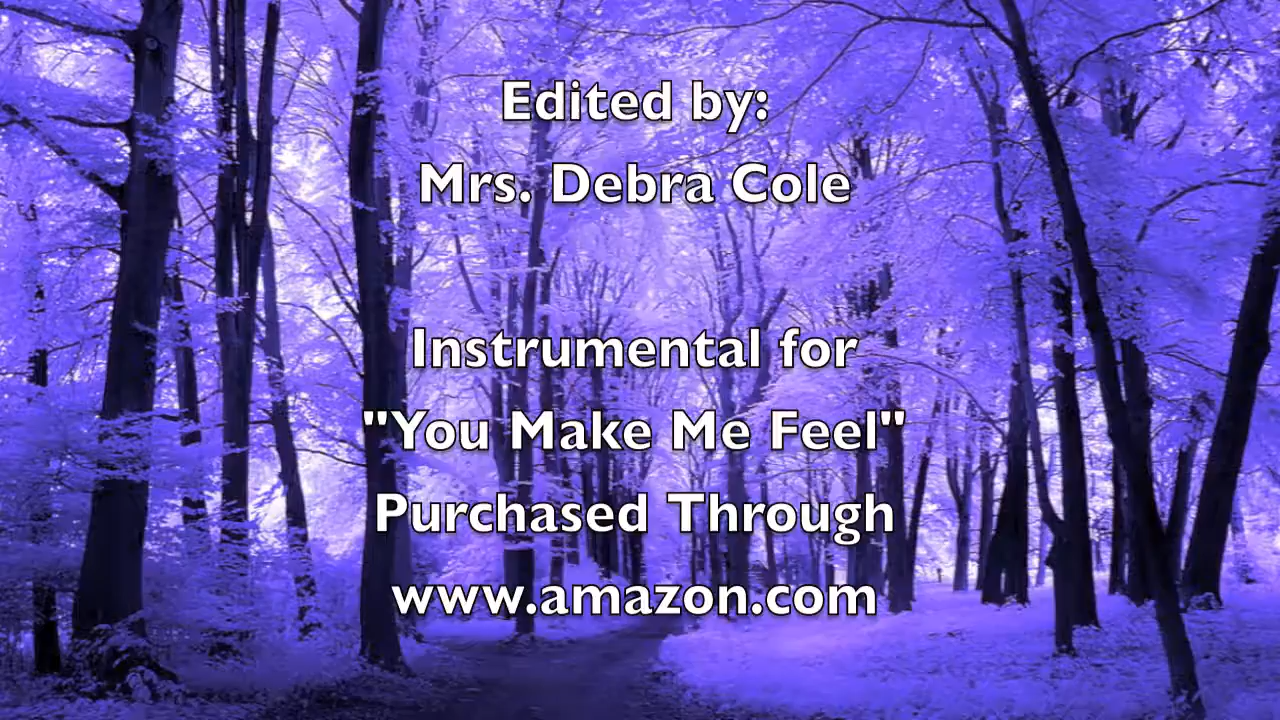 Edited by:
Mrs. Debra Cole
Instrumental for
"You Make Me Feel"
Purchased Through
www.amazon.com